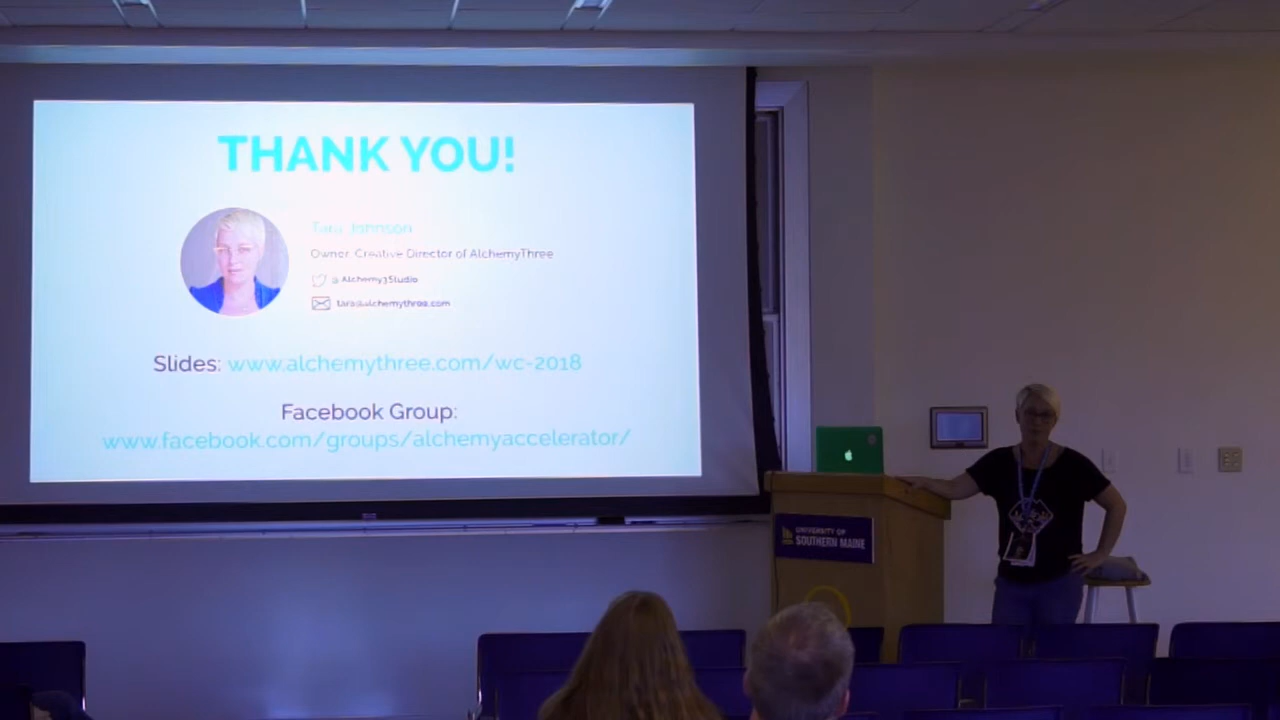 THANK YOU!
Tara Johnson
Owner, Creative Director of AlchemyThree
@Alchemy3Studio
tara@alchemythree.com
Slides: www.alchemythree.com/wc-2018
Facebook Group:
www.facebook.com/groups/alchemyaccelerator/
UNIVERSITY OF
SOUTHERN MAINE